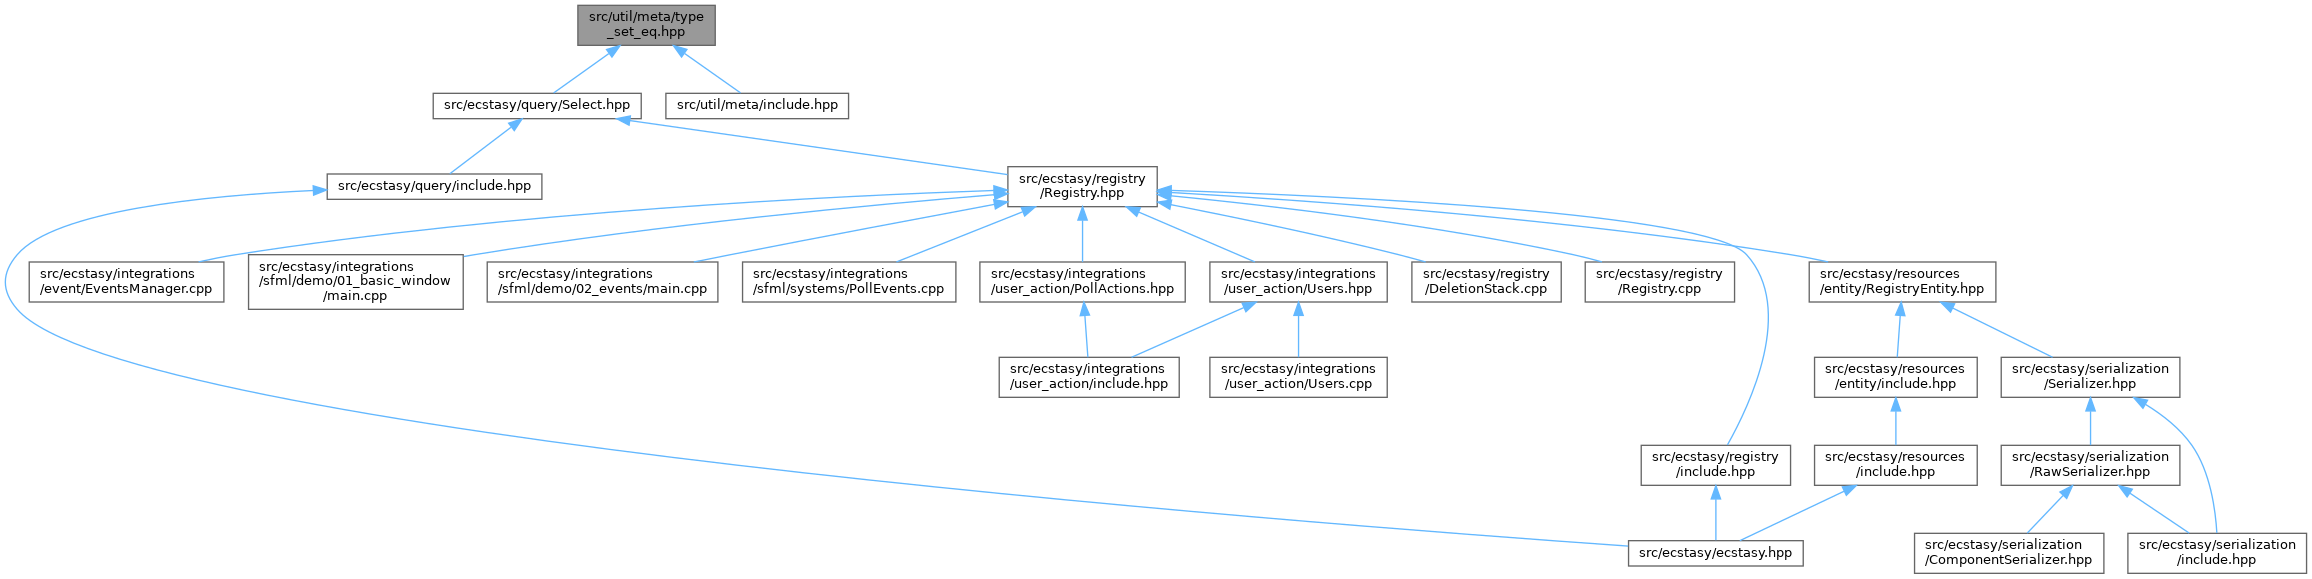 src/util/meta/type
_set_eq.hpp
src/ecstasy/query/Select.hpp
src/util/meta/include.hpp
src/ecstasy/query/include.hpp
src/ecstasy/registry
/Registry.hpp
src/ecstasy/integrations
/event/EventsManager.cpp
src/ecstasy/integrations
/sfml/demo/01_basic_window
/main.cpp
src/ecstasy/integrations
/sfml/demo/02_events/main.cpp
src/ecstasy/integrations
/sfml/systems/PollEvents.cpp
src/ecstasy/integrations
/user_action/PollActions.hpp
src/ecstasy/integrations
/user_action/Users.hpp
src/ecstasy/registry
/DeletionStack.cpp
src/ecstasy/registry
/Registry.cpp
src/ecstasy/resources
/entity/RegistryEntity.hpp
src/ecstasy/integrations
/user_action/include.hpp
src/ecstasy/integrations
/user_action/Users.cpp
src/ecstasy/resources
/entity/include.hpp
src/ecstasy/serialization
/Serializer.hpp
src/ecstasy/registry
/include.hpp
src/ecstasy/resources
/include.hpp
src/ecstasy/serialization
/RawSerializer.hpp
src/ecstasy/ecstasy.hpp
src/ecstasy/serialization
/ComponentSerializer.hpp
src/ecstasy/serialization
/include.hpp